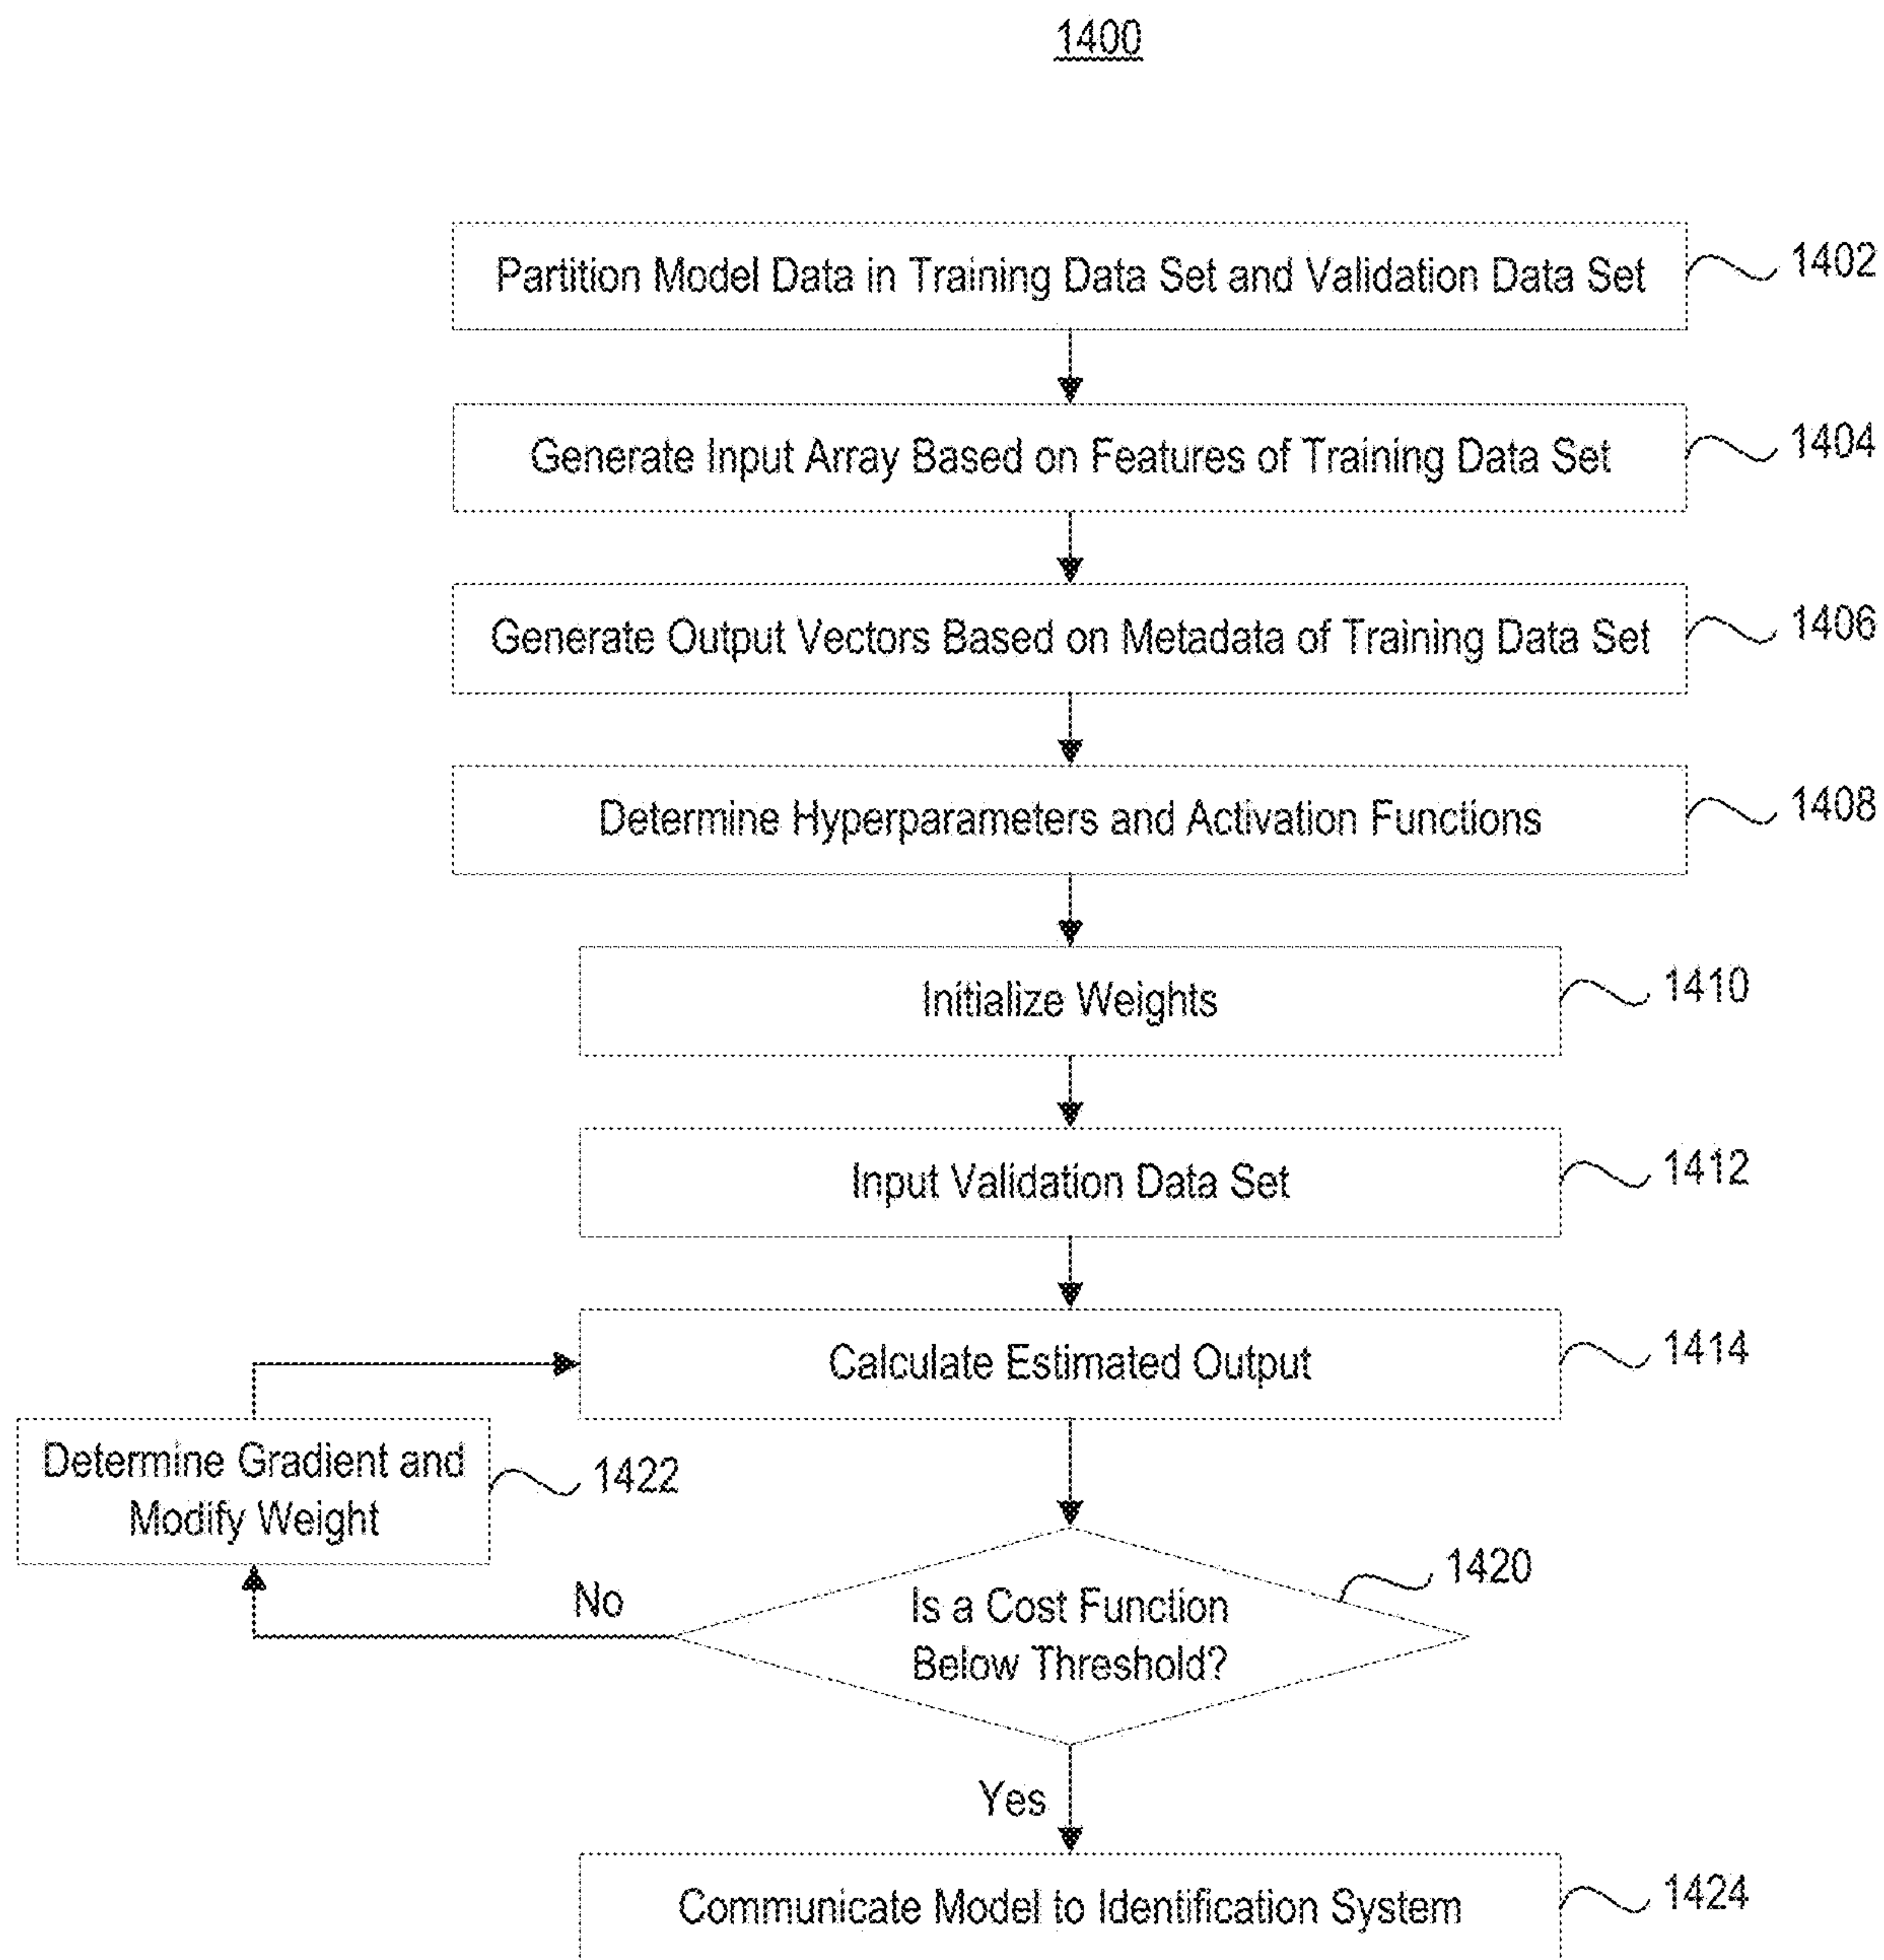 1400
Partition Model Data in Training Data Set and Validation Data Set
1402
Generate Input Array Based on Features of Training Data Set
1404
Generate Output Vectors Based on Metadata of Training Data Set
1406
Determine Hyperparameters and Activation Functions
1408
Initialize Weights
1410
Input Validation Data Set
1412
Calculate Estimated Output
1414
Determine Gradient and
Modify Weight
1422
No
Is a Cost Function
Below Threshold?
1420
Yes
Communicate Model to Identification System
1424